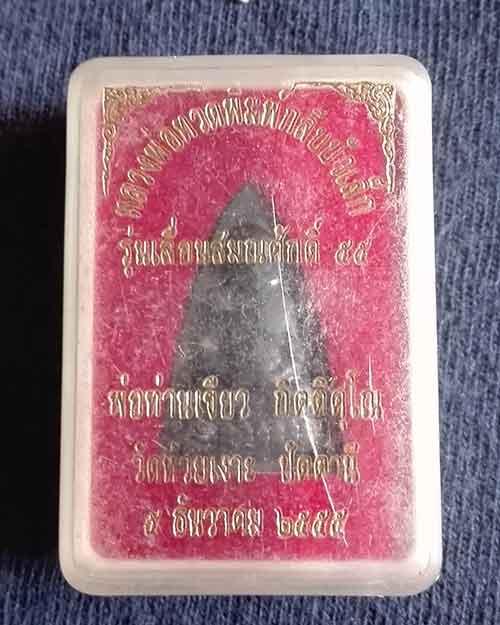 หลวงพ่อทวดพิมพ์กลีบบัวเล็ก
รุ่นเลื่อนสมณศักดิ์ ๕๕
พ่อท่านเขียว กิตติคุโณ
วัดห้วยเงาะ ปัตตานี
๕ ธันวาคม ๒๕๕๕